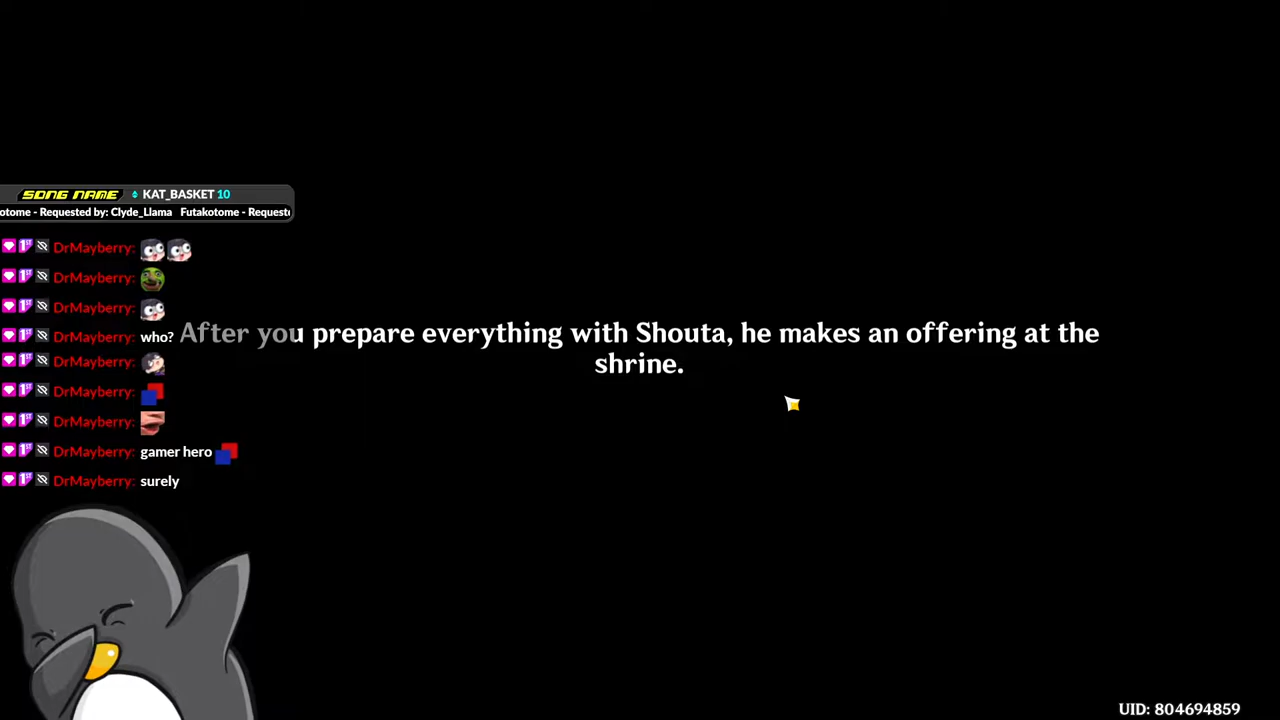 SONG NAME KAT_BASKET 10
otome - Requested by: Clyde_Llama Futakotome - Request
DrMayberry:
DrMayberry:
DrMayberry:
DrMayberry: who?
After you prepare everything with Shouta, he makes an offering at the
shrine.
DrMayberry:
DrMayberry:
DrMayberry:
DrMayberry: gamer hero
DrMayberry: surely
UID: 804694859